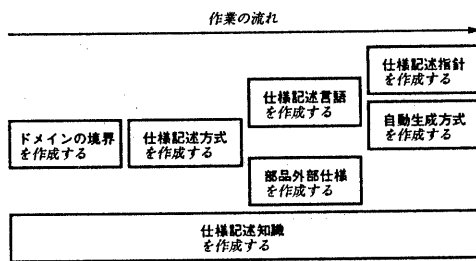 作業の流れ
仕様記述指針
を作成する
仕様記述言語
を作成する
自動生成方式
を作成する
ドメインの境界
を作成する
仕様記述方式
を作成する
部品外部仕様
を作成する
仕様記述知識
を作成する